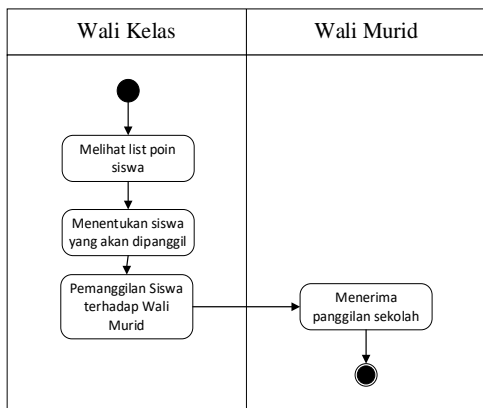 Wali Kelas
Wali Murid
Melihat list poin
siswa
Menentukan siswa
yang akan dipanggil
Pemanggilan Siswa
terhadap Wali
Murid
Menerima
panggilan sekolah